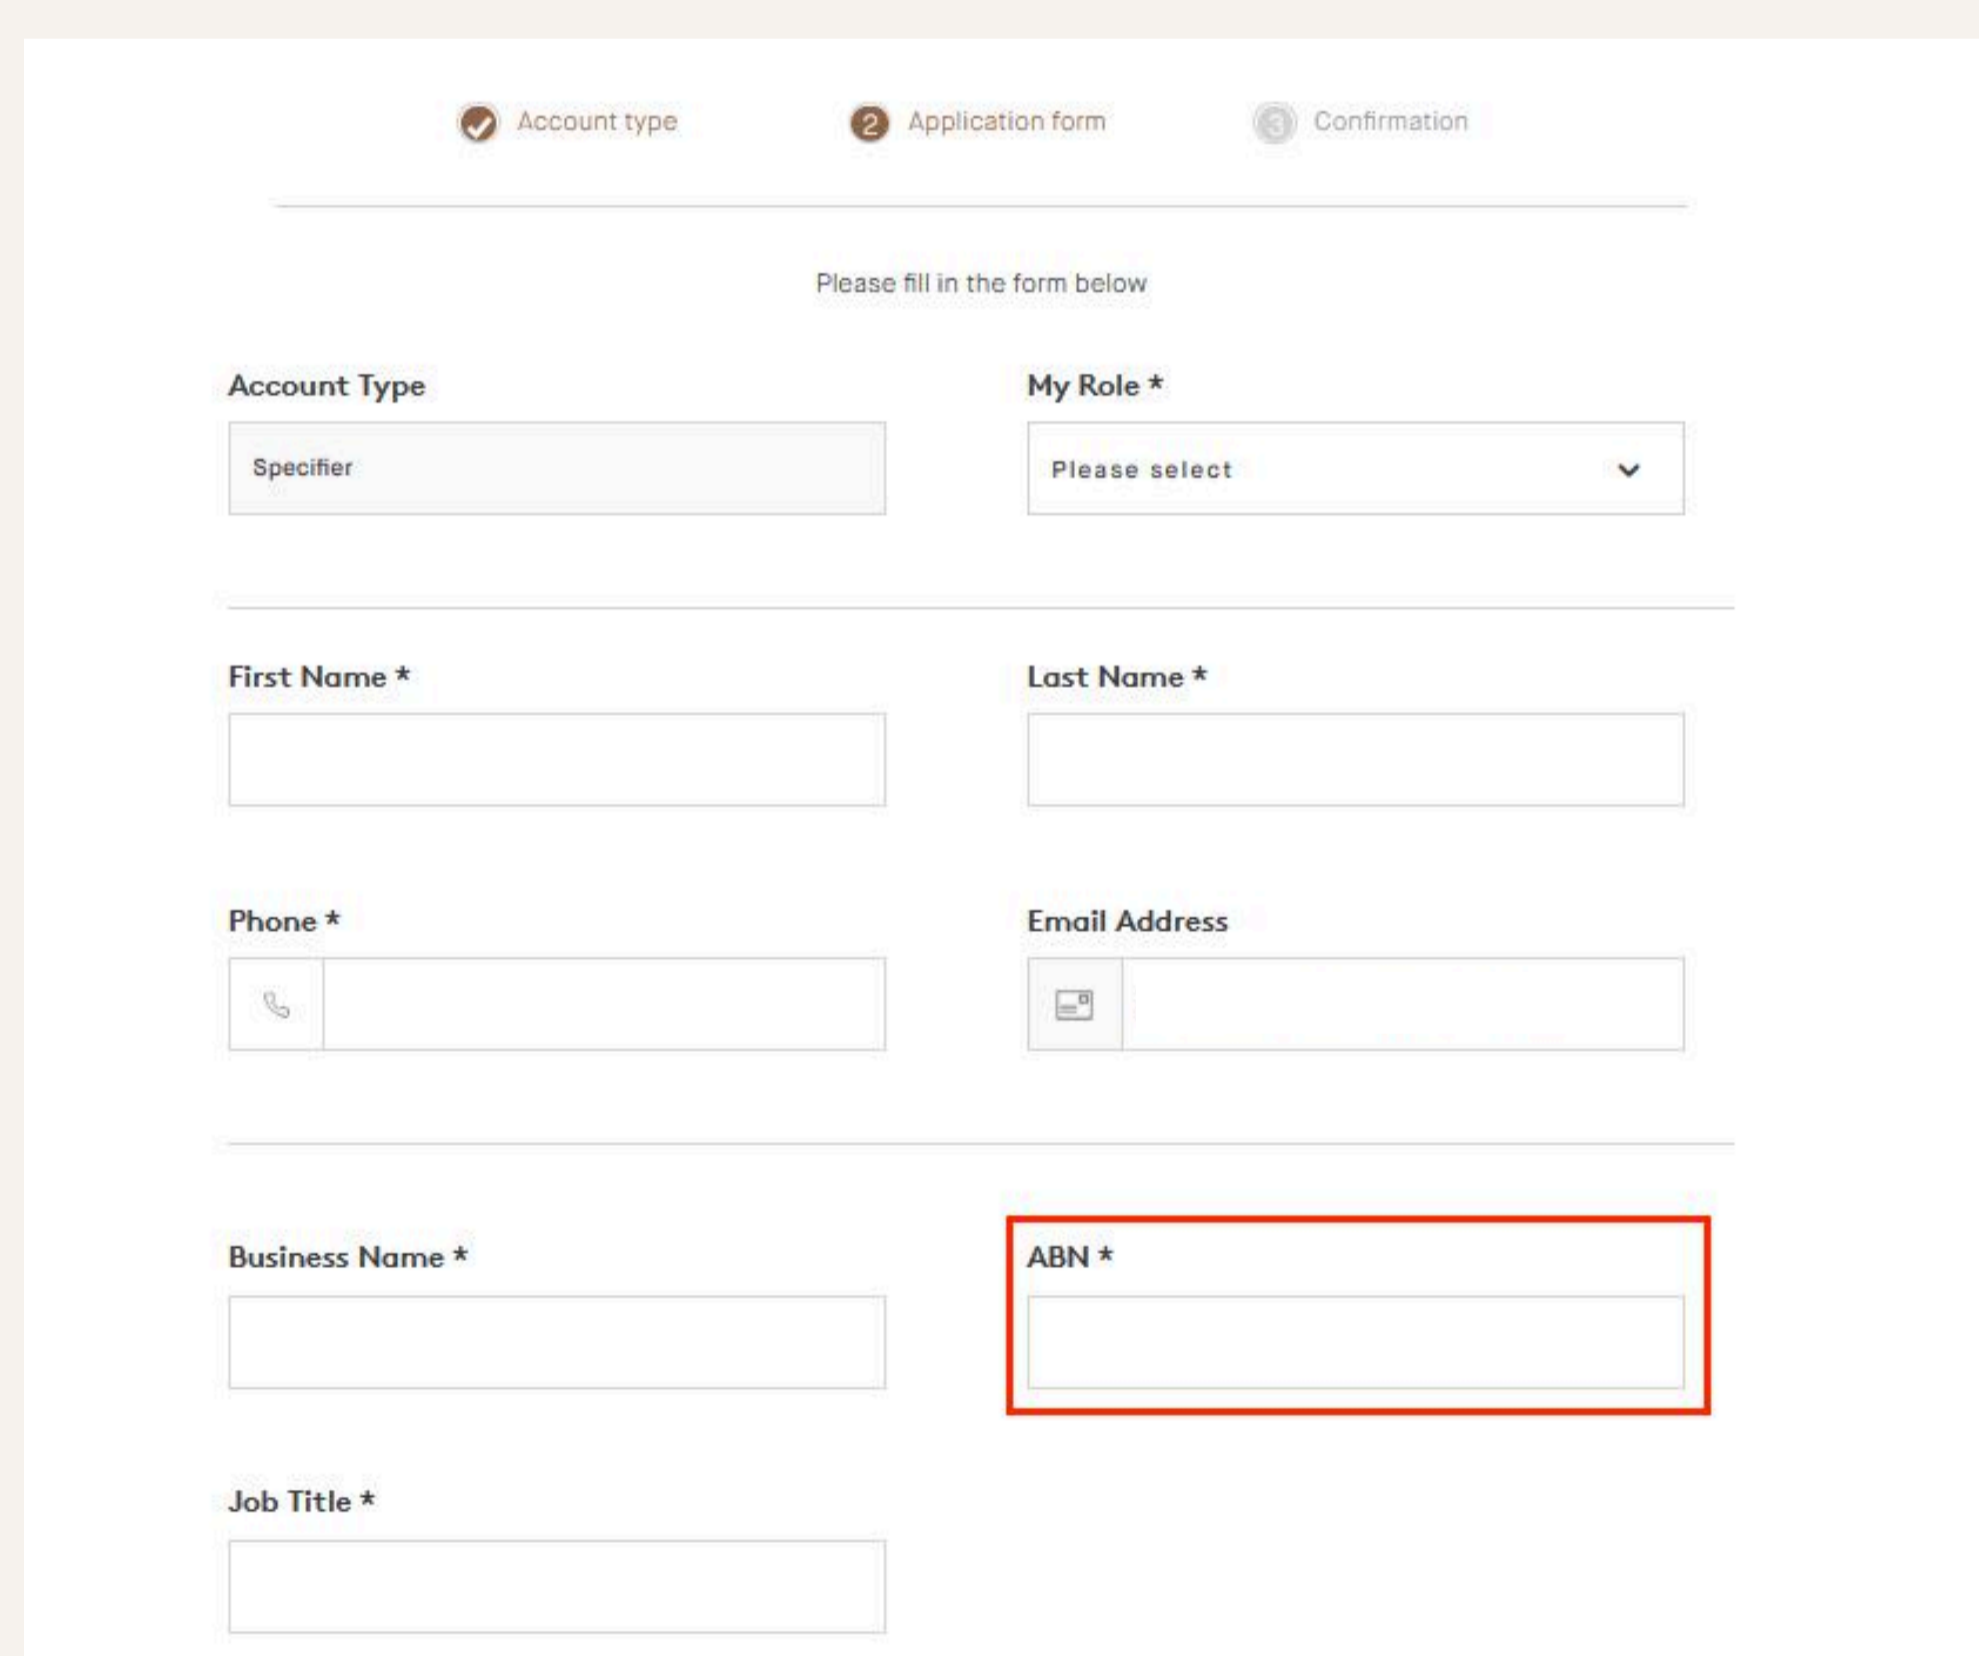 Account type
2 Application form
3 Confirmation
Please fill in the form below
Account Type
My Role *
Specifier
Please select
First Name *
Last Name *
Phone *
Email Address
Business Name *
ABN *
Job Title *